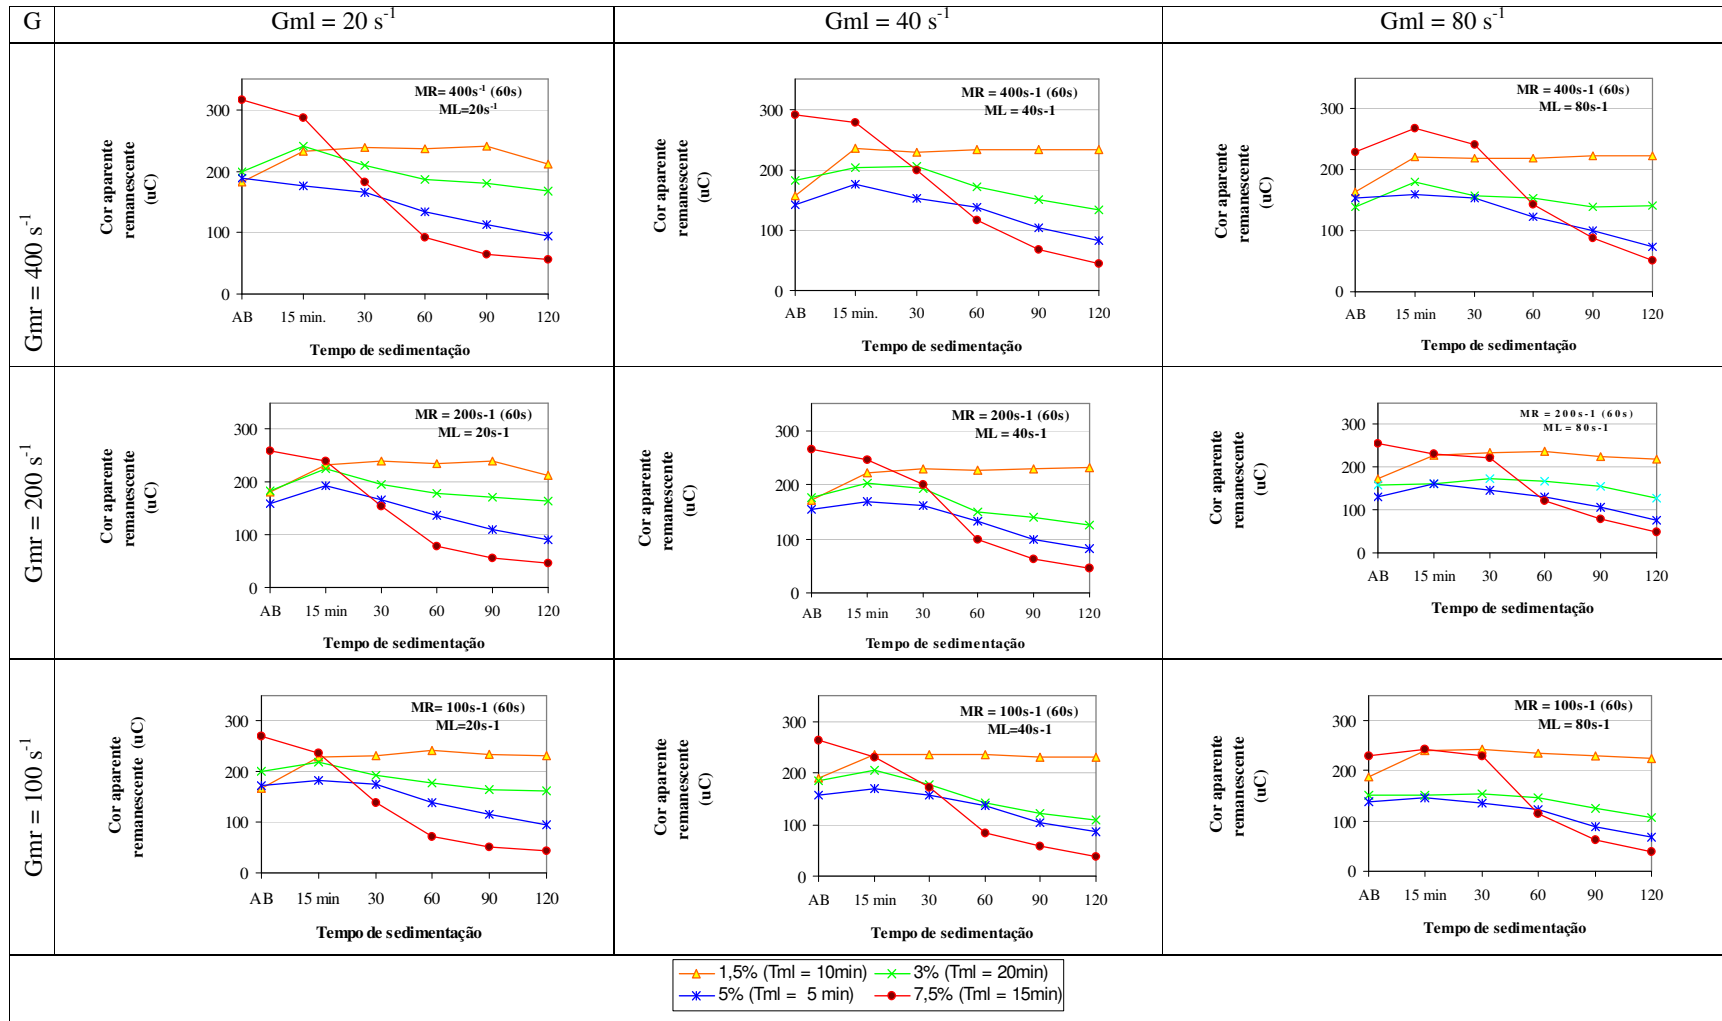 G
Gml = 20 s-1
Gml = 40 s-1
Gml = 80 s-1
Gmr = 400 s-1
Cor aparente
remanescente
(uC)
MR= 400s-1 (60s)
ML=20s-1
300
200
100
0
AB 15 min. 30 60 90 120
Tempo de sedimentação
Cor aparente
remanescente
(uC)
MR = 400s-1 (60s)
ML = 40s-1
300
200
100
0
AB 15 min. 30 60 90 120
Tempo de sedimentação
Cor aparente
remanescente
(uC)
MR = 400s-1 (60s)
ML = 80s-1
300
200
100
0
AB 15 min 30 60 90 120
Tempo de sedimentação
Gmr = 200 s-1
Cor aparente
remanescente
(uC)
MR = 200s-1 (60s)
ML = 20s-1
300
200
100
0
AB 15 min 30 60 90 120
Tempo de sedimentação
Cor aparente
remanescente
(uC)
MR = 200s-1 (60s)
ML = 40s-1
300
200
100
0
AB 15 min 30 60 90 120
Tempo de sedimentação
Cor aparente
remanescente
(uC)
MR = 200s-1 (60s)
ML = 80s-1
300
200
100
0
AB 15 min 30 60 90 120
Tempo de sedimentação
Gmr = 100 s-1
Cor aparente
remanescente (uC)
MR= 100s-1 (60s)
ML=20s-1
300
200
100
0
AB 15 min 30 60 90 120
Tempo de sedimentação
Cor aparente
remanescente
(uC)
MR = 100s-1 (60s)
ML=40s-1
300
200
100
0
AB 15 min 30 60 90 120
Tempo de sedimentação
Cor aparente
remanescente
(uC)
MR = 100s-1 (60s)
ML = 80s-1
300
200
100
0
AB 15 min 30 60 90 120
Tempo de sedimentação
1,5% (Tml = 10min) 3% (Tml = 20min)
5% (Tml = 5 min) 7,5% (Tml = 15min)